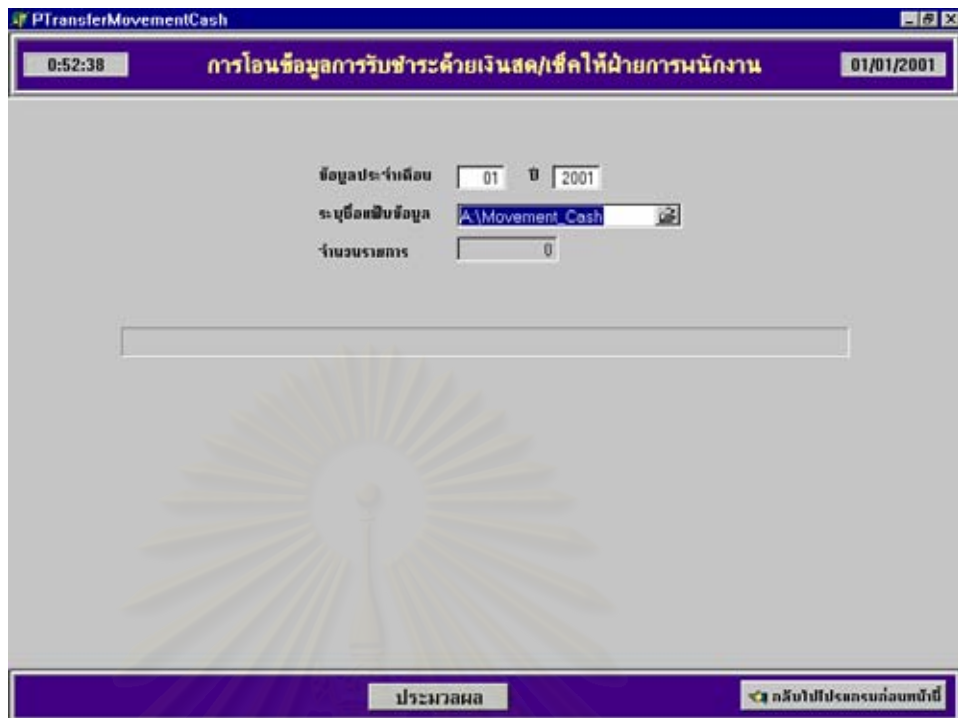 PTransferMovementCash
0:52:38 การโอนข้อมูลการรับชำระด้วยเงินสด/เช็คให้ฝ่ายการพนักงาน 01/01/2001
ข้อมูลประจำเดือน 01 ปี 2001
ระบุชื่อแฟ้มข้อมูล A:\Movement_Cash
จำนวนรายการ 0
ประมวลผล กลับไปโปรแกรมก่อนหน้านี้